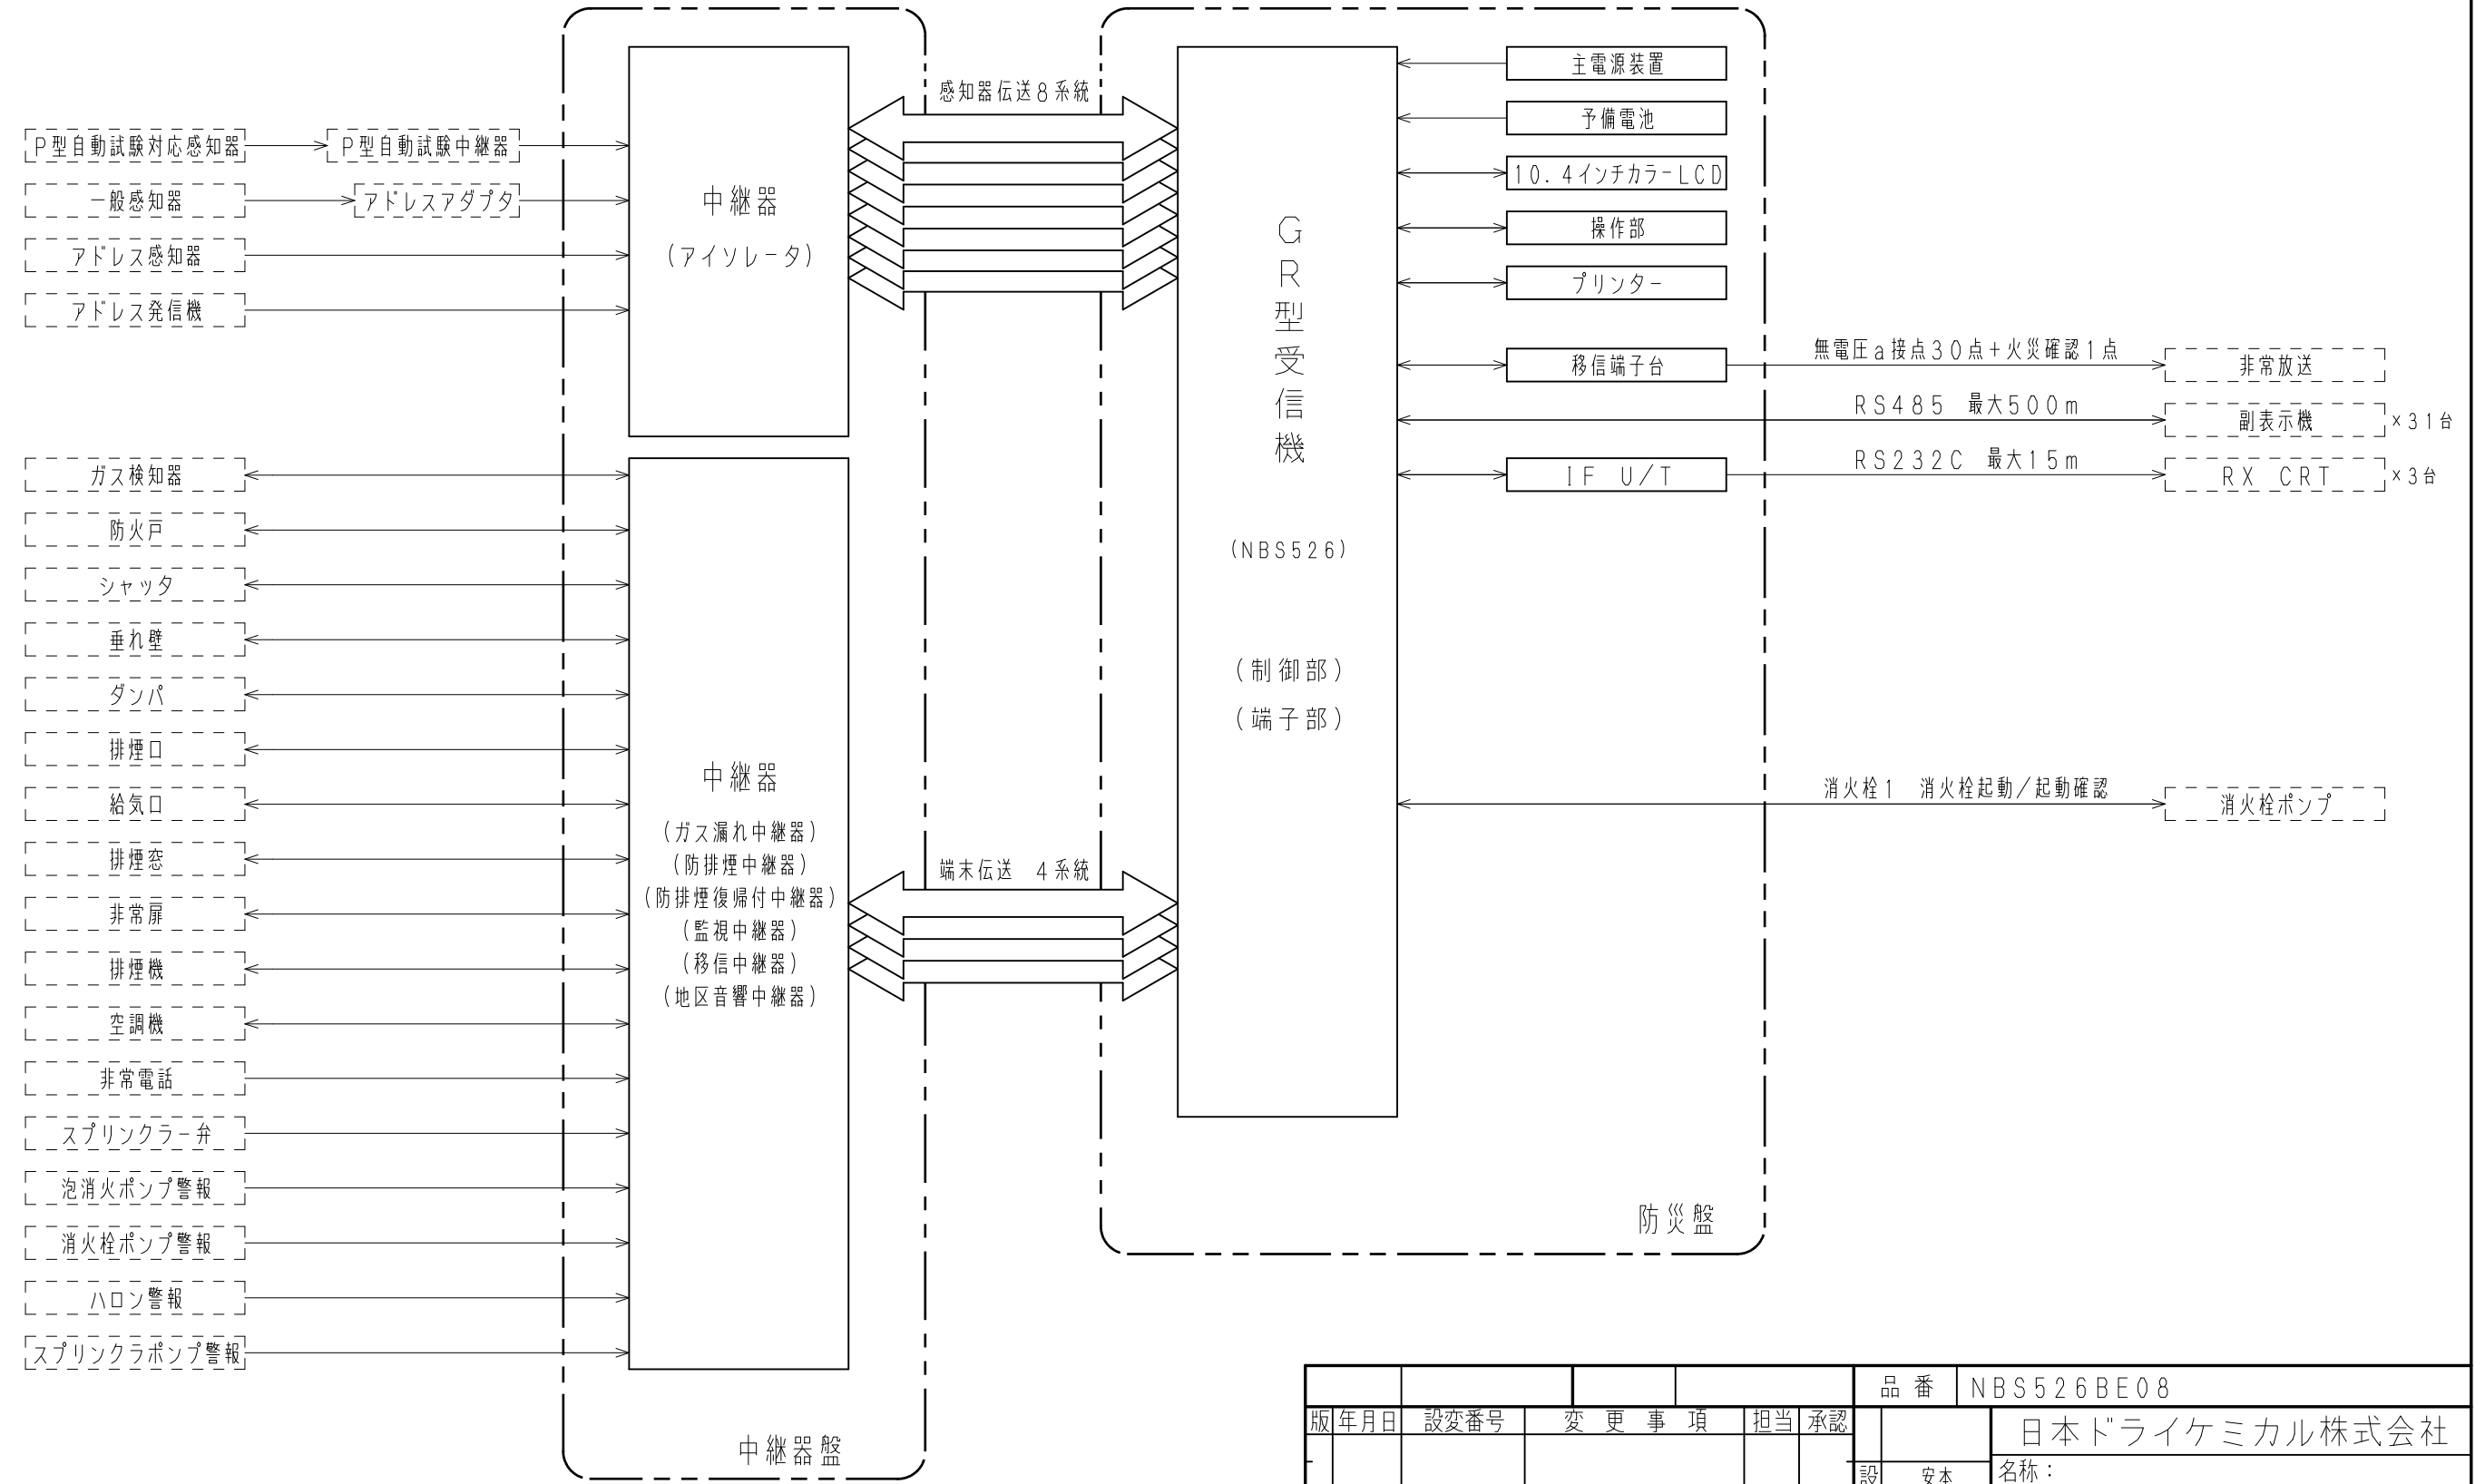 P型自動試験対応感知器
P型自動試験中継器
一般感知器
アドレスアダプタ
アドレス感知器
アドレス発信機
中継器
(アイソレータ)
感知器伝送8系統
ガス検知器
防火戸
シャッタ
垂れ壁
ダンパ
排煙口
給気口
排煙窓
非常扉
排煙機
空調機
非常電話
スプリンクラー弁
泡消火ポンプ警報
消火栓ポンプ警報
ハロン警報
スプリンクラポンプ警報
中継器
(ガス漏れ中継器)
(防排煙中継器)
(防排煙復帰付中継器)
(監視中継器)
(移信中継器)
(地区音響中継器)
中継器盤
端末伝送 4系統
GR型受信機
(NBS526)
(制御部)
(端子部)
主電源装置
予備電池
10.4インチカラーLCD
操作部
プリンター
移信端子台
無電圧a接点30点+火災確認1点
非常放送
RS485 最大500m
副表示機
×31台
IF U/T
RS232C 最大15m
RX CRT
×3台
消火栓1 消火栓起動/起動確認
消火栓ポンプ
防災盤
品番 NBS526BE08
版 年月日 設変番号 変更事項 担当 承認
日本ドライケミカル株式会社
設 安本
名称: